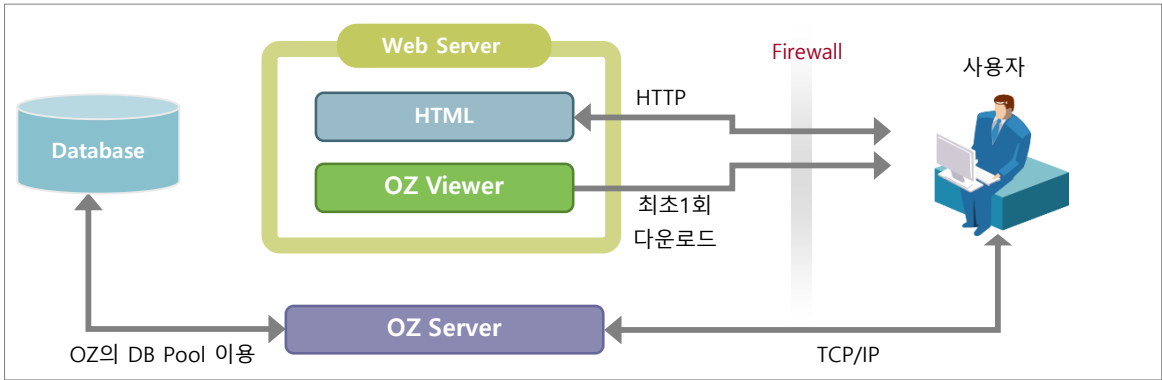 Web Server
Firewall
사용자
HTML
HTTP
Database
OZ Viewer
최초1회
다운로드
OZ Server
OZ의 DB Pool 이용
TCP/IP